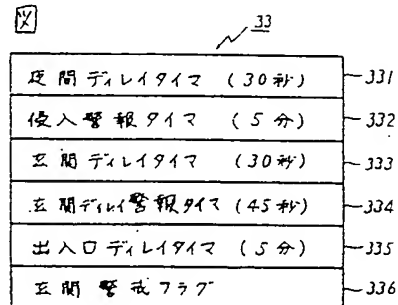 図
33
夜間ディレイタイマ (30秒) 331
侵入警報タイマ (5分) 332
玄関ディレイタイマ (30秒) 333
玄関ディレイ警報タイマ (45秒) 334
出入口ディレイタイマ (5分) 335
玄関警戒フラグ 336